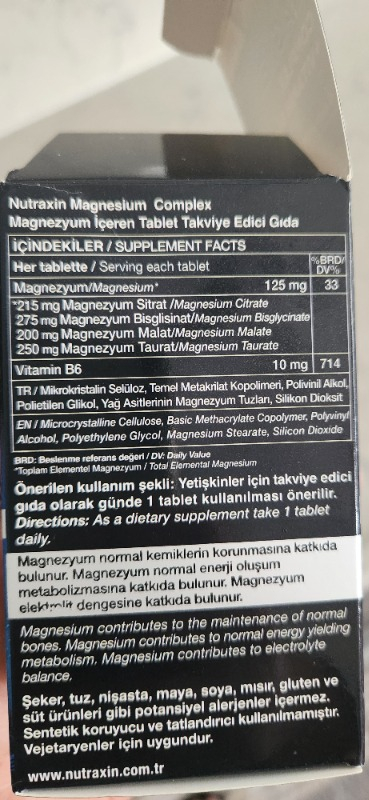 Nutraxin Magnesium Complex
Magnezyum İçeren Tablet Takviye Edici Gıda
İÇİNDEKİLER / SUPPLEMENT FACTS
Her tablette / Serving each tablet %BRD/ DV%
Magnezyum/Magnesium* 125 mg 33
*215 mg Magnezyum Sitrat /Magnesium Citrate
275 mg Magnezyum Bisglisinat/Magnesium Bisglycinate
200 mg Magnezyum Malat/Magnesium Malate
250 mg Magnezyum Taurat/Magnesium Taurate
Vitamin B6 10 mg 714
TR / Mikrokristalin Selüloz, Temel Metakrilat Kopolimeri, Polivinil Alkol,
Polietilen Glikol, Yağ Asitlerinin Magnezyum Tuzları, Silikon Dioksit
EN / Microcrystalline Cellulose, Basic Methacrylate Copolymer, Polyvinyl
Alcohol, Polyethylene Glycol, Magnesium Stearate, Silicon Dioxide
BRD: Beslenme referans değeri / DV: Daily Value
*Toplam Elementel Magnezyum / Total Elemental Magnesium
Önerilen kullanım şekli: Yetişkinler için takviye edici
gıda olarak günde 1 tablet kullanılması önerilir.
Directions: As a dietary supplement take 1 tablet
daily.
Magnezyum normal kemiklerin korunmasına katkıda
bulunur. Magnezyum normal enerji oluşum
metabolizmasına katkıda bulunur. Magnezyum
elektrolit dengesine katkıda bulunur.
Magnesium contributes to the maintenance of normal
bones. Magnesium contributes to normal energy yielding
metabolism. Magnesium contributes to electrolyte
balance.
Şeker, tuz, nişasta, maya, soya, mısır, gluten ve
süt ürünleri gibi potansiyel alerjenler içermez.
Sentetik koruyucu ve tatlandırıcı kullanılmamıştır.
Vejetaryenler için uygundur.
www.nutraxin.com.tr